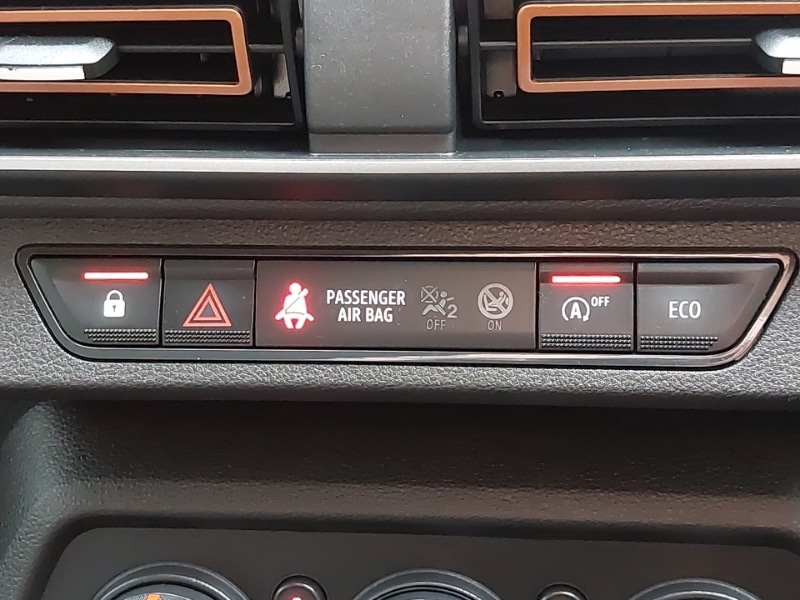 PASSENGER
AIR BAG
2
OFF
ON
A OFF
ECO